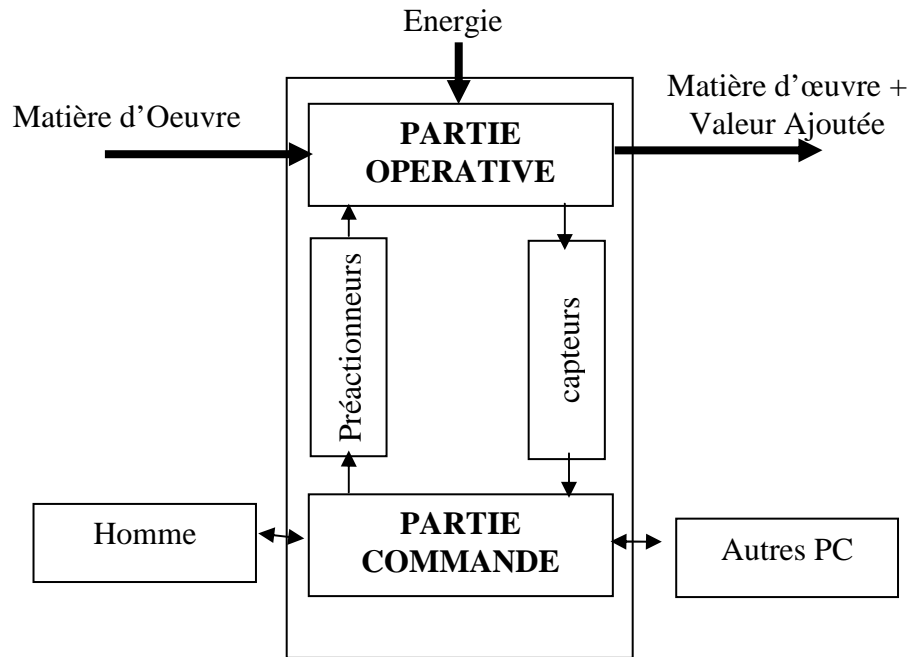 Energie
Matière d'Oeuvre
Matière d'œuvre +
Valeur Ajoutée
PARTIE
OPERATIVE
Préactionneurs
capteurs
Homme
PARTIE
COMMANDE
Autres PC